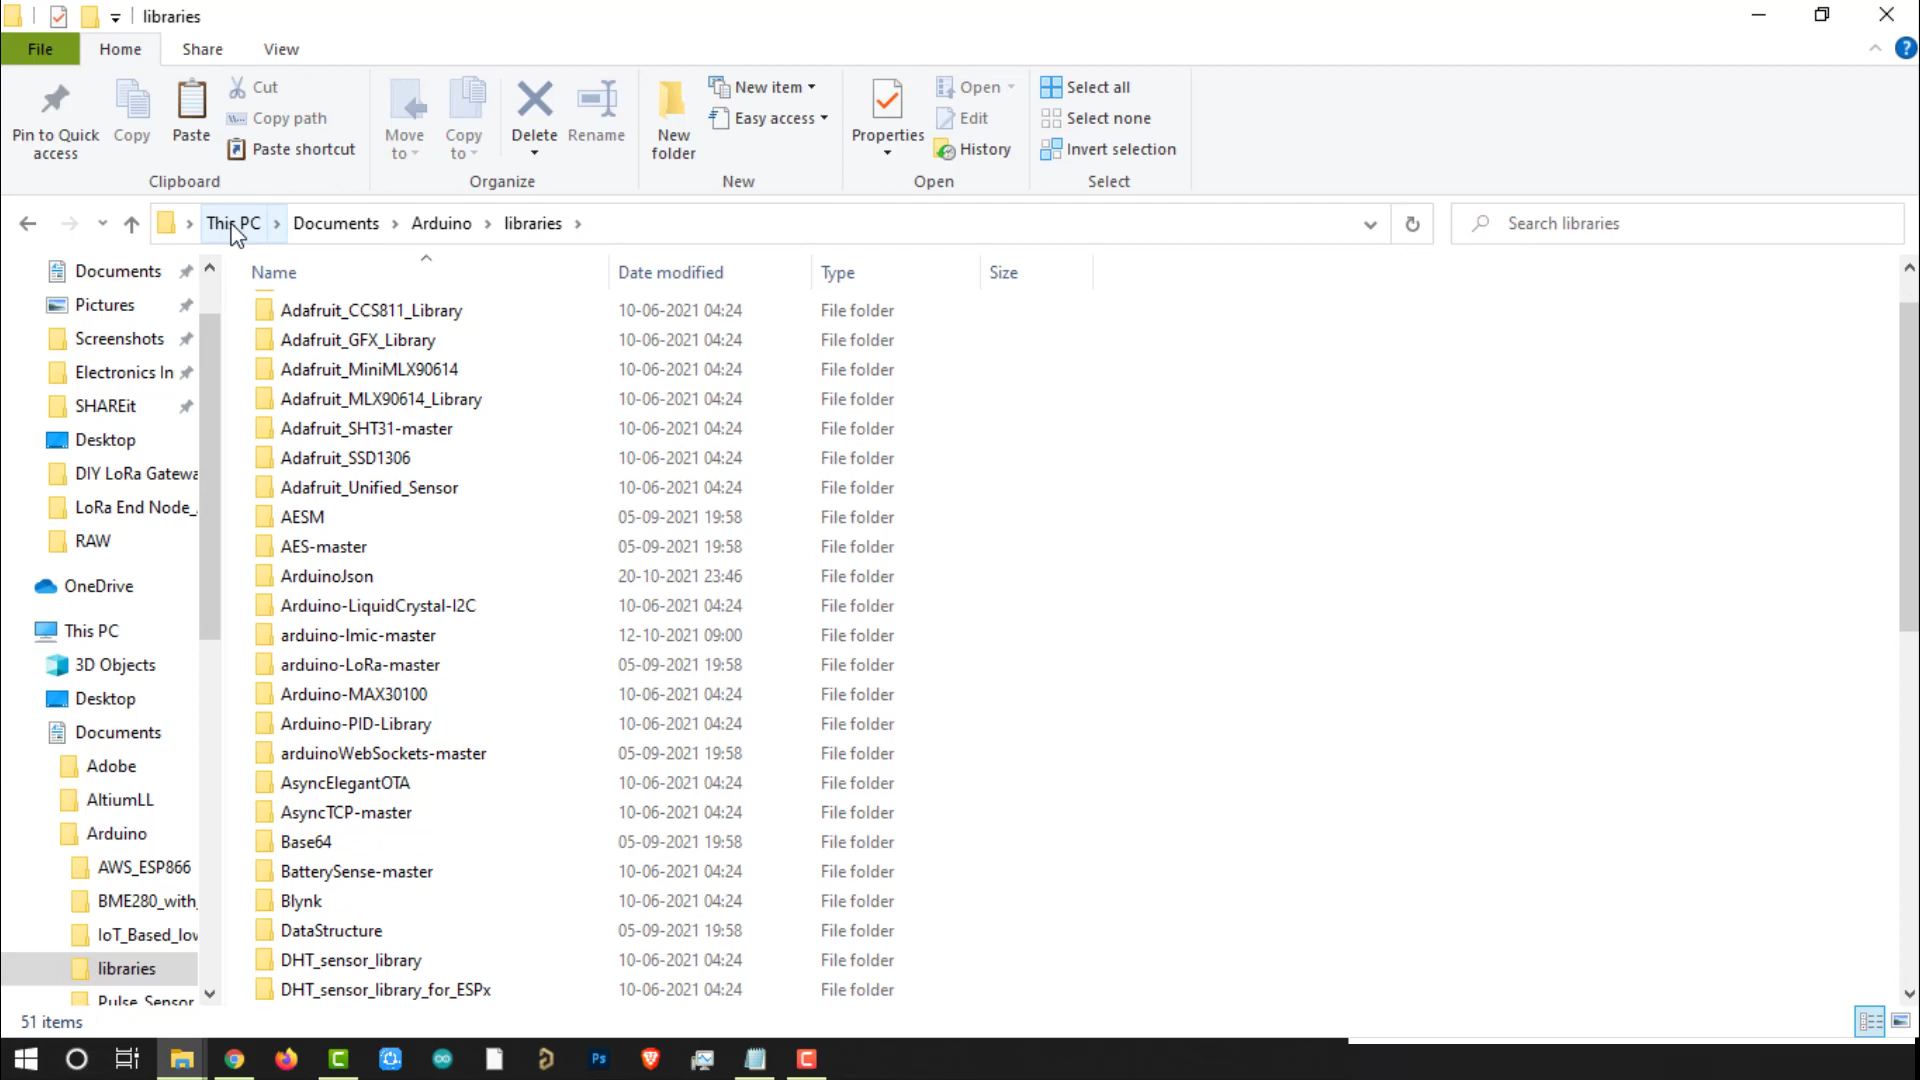 libraries
File Home Share View
Pin to Quick access
Copy
Paste
Cut
Copy path
Paste shortcut
Clipboard
Move to
Copy to
Delete
Rename
Organize
New folder
New item
Easy access
New
Properties
Open
Edit
History
Open
Select all
Select none
Invert selection
Select
This PC Documents Arduino libraries
Search libraries
Documents
Pictures
Screenshots
Electronics In
SHAREit
Desktop
DIY LoRa Gatewa
LoRa End Node_
RAW
OneDrive
This PC
3D Objects
Desktop
Documents
Adobe
AltiumLL
Arduino
AWS_ESP866
BME280_with_
IoT_Based_lov
libraries
Pulse_Sensor
Name Date modified Type Size
Adafruit_CCS811_Library 10-06-2021 04:24 File folder
Adafruit_GFX_Library 10-06-2021 04:24 File folder
Adafruit_MiniMLX90614 10-06-2021 04:24 File folder
Adafruit_MLX90614_Library 10-06-2021 04:24 File folder
Adafruit_SHT31-master 10-06-2021 04:24 File folder
Adafruit_SSD1306 10-06-2021 04:24 File folder
Adafruit_Unified_Sensor 10-06-2021 04:24 File folder
AESM 05-09-2021 19:58 File folder
AES-master 05-09-2021 19:58 File folder
ArduinoJson 20-10-2021 23:46 File folder
Arduino-LiquidCrystal-I2C 10-06-2021 04:24 File folder
arduino-lmic-master 12-10-2021 09:00 File folder
arduino-LoRa-master 05-09-2021 19:58 File folder
Arduino-MAX30100 10-06-2021 04:24 File folder
Arduino-PID-Library 10-06-2021 04:24 File folder
arduinoWebSockets-master 05-09-2021 19:58 File folder
AsyncElegantOTA 10-06-2021 04:24 File folder
AsyncTCP-master 10-06-2021 04:24 File folder
Base64 05-09-2021 19:58 File folder
BatterySense-master 10-06-2021 04:24 File folder
Blynk 10-06-2021 04:24 File folder
DataStructure 05-09-2021 19:58 File folder
DHT_sensor_library 10-06-2021 04:24 File folder
DHT_sensor_library_for_ESPx 10-06-2021 04:24 File folder
51 items
Ps